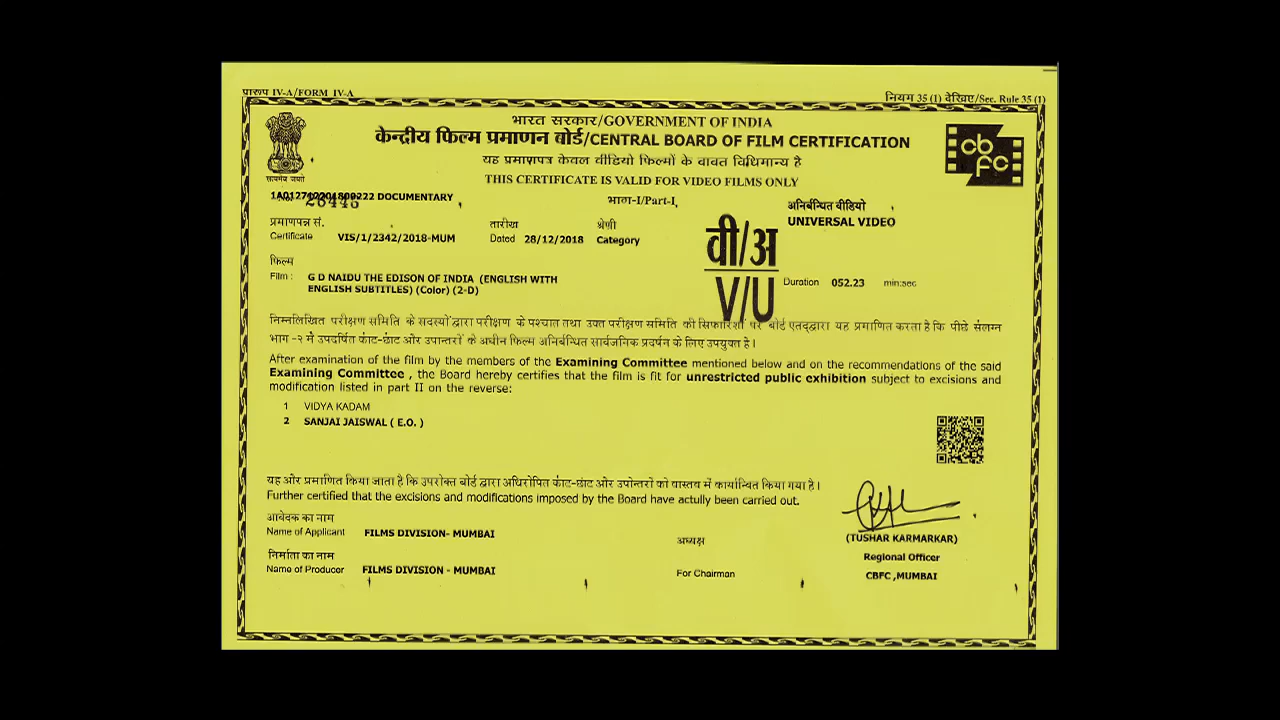 प्रारूप IV-A/FORM IV-A
नियम 35 (1) देखिए/Sec. Rule 35 (1)
भारत सरकार/GOVERNMENT OF INDIA
केन्द्रीय फिल्म प्रमाणन बोर्ड/CENTRAL BOARD OF FILM CERTIFICATION
cb
fc
सत्यमेव जयते
यह प्रमाणपत्र केवल वीडियो फिल्मों के बावत विधिमान्य है
THIS CERTIFICATE IS VALID FOR VIDEO FILMS ONLY
DOCUMENTARY
भाग-I/Part-I
अनिर्बन्धित वीडियो
UNIVERSAL VIDEO
प्रमाणपत्र सं. तारीख श्रेणी
Certificate VIS/1/2342/2018-MUM Dated 28/12/2018 Category
वी/अ
V/U
फिल्म
Film : G D NAIDU THE EDISON OF INDIA (ENGLISH WITH
ENGLISH SUBTITLES) (Color) (2-D)
Duration 052.23 min:sec
निम्नलिखित परीक्षण समिति के सदस्यों द्वारा परीक्षण के पश्चात तथा उक्त परीक्षण समिति की सिफारिशों पर बोर्ड एतद्द्वारा यह प्रमाणित करता है कि पीछे संलग्न
भाग -२ में उपदर्षित काट-छाट ओर उपान्तरों के अधीन फिल्म अनिर्बन्धित सार्वजनिक प्रदर्षन के लिए उपयुक्त है।
After examination of the film by the members of the Examining Committee mentioned below and on the recommendations of the said
Examining Committee , the Board hereby certifies that the film is fit for unrestricted public exhibition subject to excisions and
modification listed in part II on the reverse:
1 VIDYA KADAM
2 SANJAI JAISWAL ( E.O. )
यह ओर प्रमाणित किया जाता है कि उपरोक्त बोर्ड द्वारा अधिरोपित काट-छाट ओर उपोन्तरों को वास्तव में कार्यान्वित किया गया है।
Further certified that the excisions and modifications imposed by the Board have actully been carried out.
आवेदक का नाम
Name of Applicant FILMS DIVISION- MUMBAI
निर्माता का नाम
Name of Producer FILMS DIVISION - MUMBAI
अध्यक्ष
For Chairman
(TUSHAR KARMARKAR)
Regional Officer
CBFC ,MUMBAI